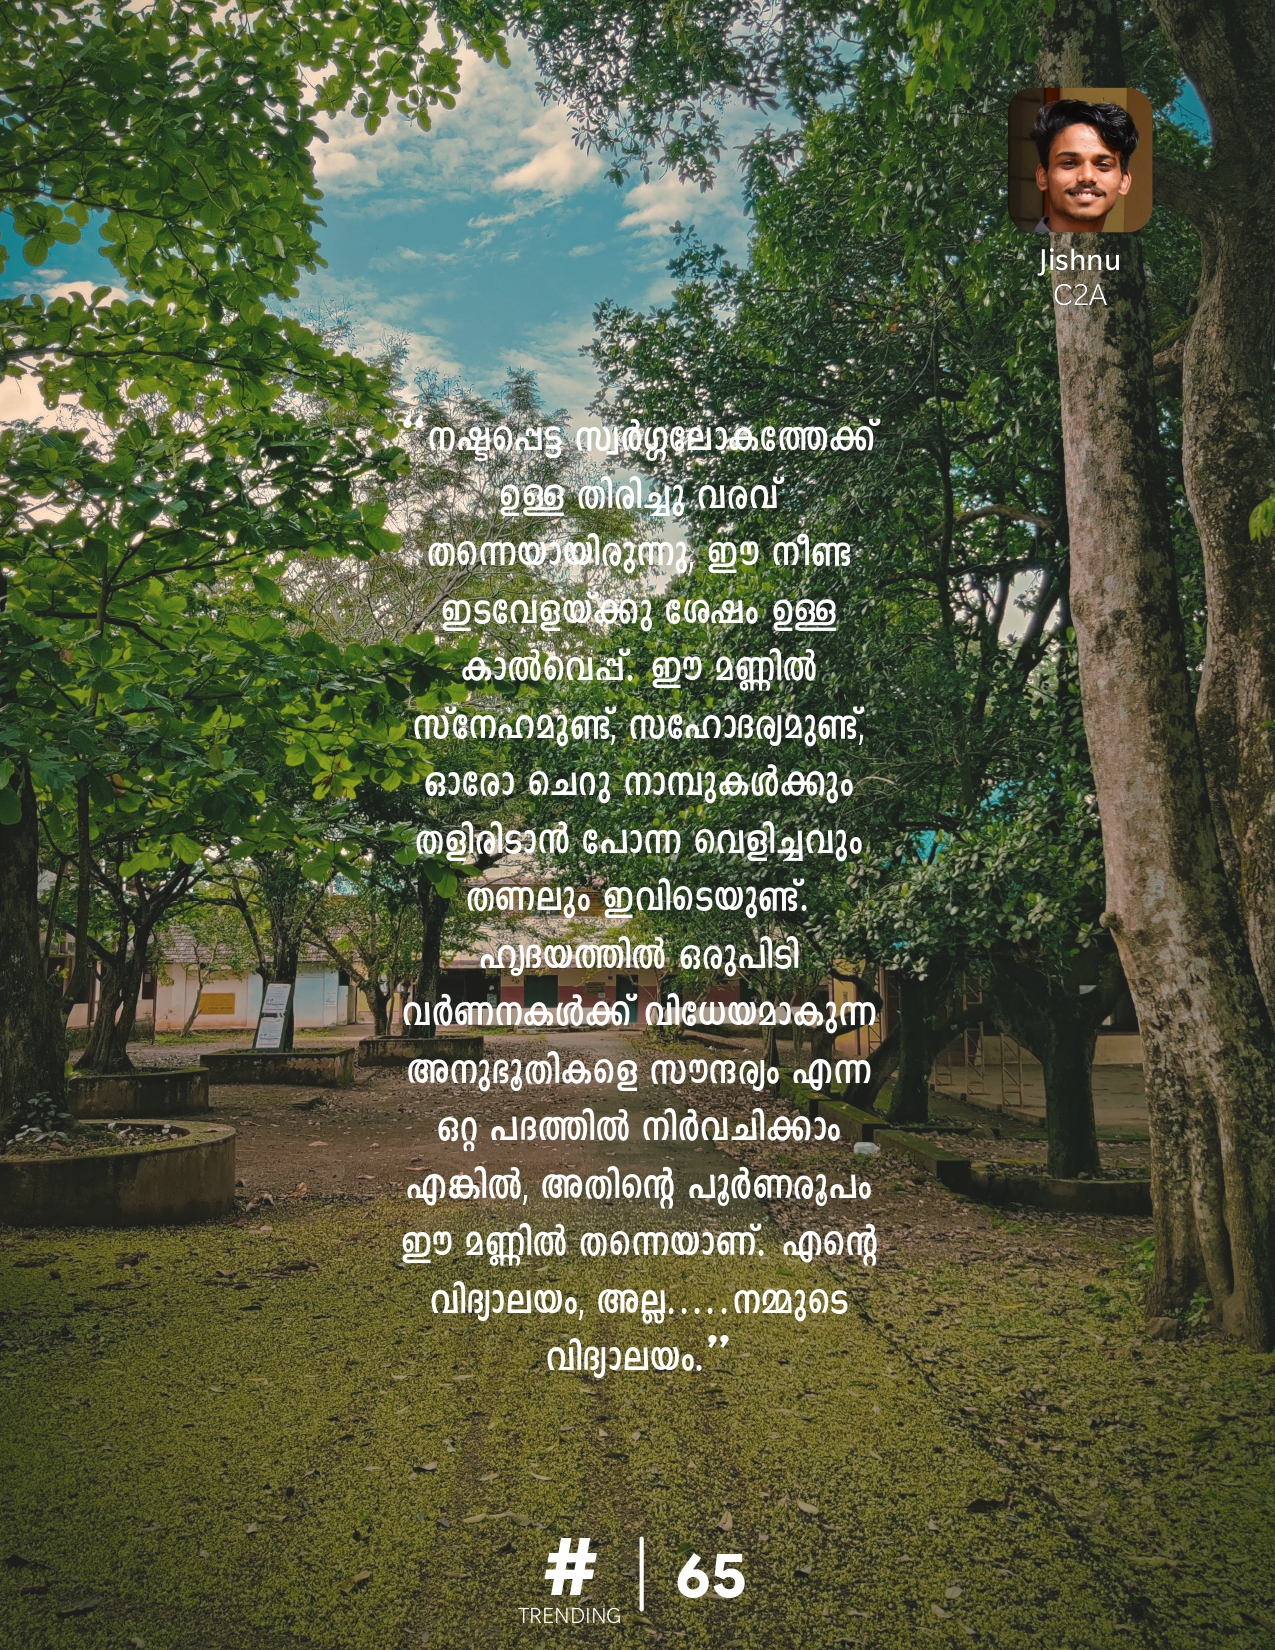 Jishnu
C2A
“നഷ്ടപ്പെട്ട സ്വർഗ്ഗലോകത്തേക്ക്
ഉള്ള തിരിച്ചു വരവ്
തന്നെയായിരുന്നു, ഈ നീണ്ട
ഇടവേളയ്ക്കു ശേഷം ഉള്ള
കാൽവെപ്പ്. ഈ മണ്ണിൽ
സ്നേഹമുണ്ട്, സഹോദര്യമുണ്ട്,
ഓരോ ചെറു നാമ്പുകൾക്കും
തളിരിടാൻ പോന്ന വെളിച്ചവും
തണലും ഇവിടെയുണ്ട്.
ഹൃദയത്തിൽ ഒരുപിടി
വർണനകൾക്ക് വിധേയമാകുന്ന
അനുഭൂതികളെ സൗന്ദര്യം എന്ന
ഒറ്റ പദത്തിൽ നിർവചിക്കാം
എങ്കിൽ, അതിന്റെ പൂർണരൂപം
ഈ മണ്ണിൽ തന്നെയാണ്. എന്റെ
വിദ്യാലയം, അല്ല.....നമ്മുടെ
വിദ്യാലയം.”
# | 65
TRENDING